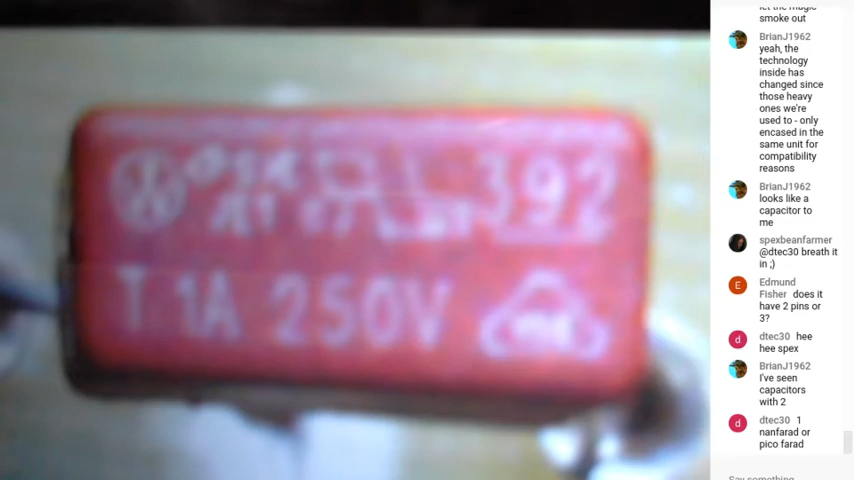 392
T 1A 250V
let the magic
smoke out
BrianJ1962
yeah, the
technology
inside has
changed since
those heavy
ones we're
used to - only
encased in the
same unit for
compatibility
reasons
BrianJ1962
looks like a
capacitor to
me
spexbeanfarmer
@dtec30 breath it
in ;)
E
Edmund
Fisher does it
have 2 pins or
3?
d
dtec30 hee
hee spex
BrianJ1962
I've seen
capacitors
with 2
d
dtec30 1
nanfarad or
pico farad
Say something